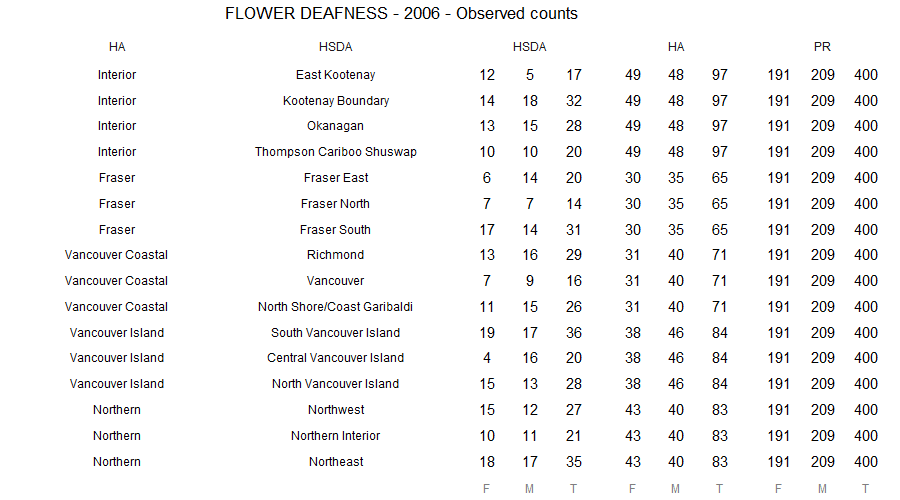 FLOWER DEAFNESS - 2006 - Observed counts
HA HSDA HSDA HA PR
Interior East Kootenay 12 5 17 49 48 97 191 209 400
Interior Kootenay Boundary 14 18 32 49 48 97 191 209 400
Interior Okanagan 13 15 28 49 48 97 191 209 400
Interior Thompson Cariboo Shuswap 10 10 20 49 48 97 191 209 400
Fraser Fraser East 6 14 20 30 35 65 191 209 400
Fraser Fraser North 7 7 14 30 35 65 191 209 400
Fraser Fraser South 17 14 31 30 35 65 191 209 400
Vancouver Coastal Richmond 13 16 29 31 40 71 191 209 400
Vancouver Coastal Vancouver 7 9 16 31 40 71 191 209 400
Vancouver Coastal North Shore/Coast Garibaldi 11 15 26 31 40 71 191 209 400
Vancouver Island South Vancouver Island 19 17 36 38 46 84 191 209 400
Vancouver Island Central Vancouver Island 4 16 20 38 46 84 191 209 400
Vancouver Island North Vancouver Island 15 13 28 38 46 84 191 209 400
Northern Northwest 15 12 27 43 40 83 191 209 400
Northern Northern Interior 10 11 21 43 40 83 191 209 400
Northern Northeast 18 17 35 43 40 83 191 209 400
F M T F M T F M T